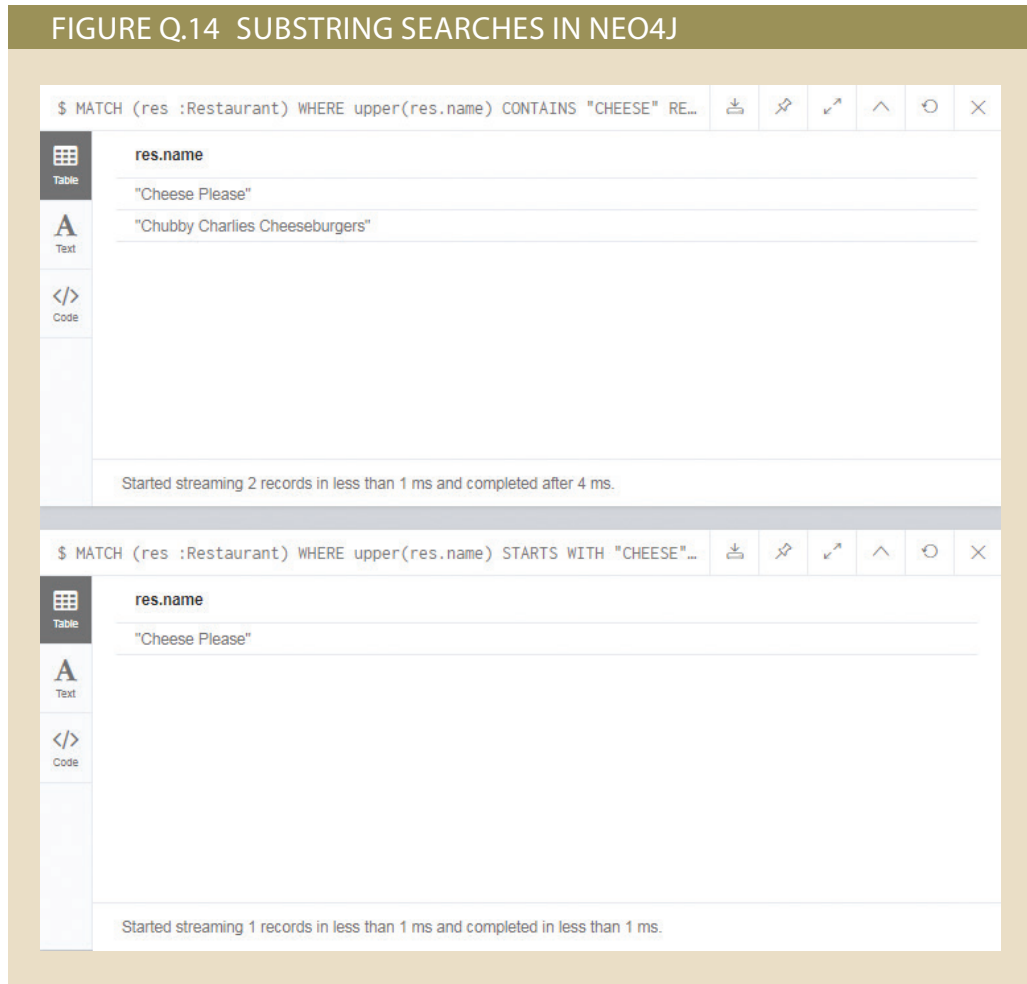 FIGURE Q.14 SUBSTRING SEARCHES IN NEO4J
$ MATCH (res :Restaurant) WHERE upper(res.name) CONTAINS "CHEESE" RE…
Table
res.name
"Cheese Please"
A
Text
"Chubby Charlies Cheeseburgers"
</>
Code
Started streaming 2 records in less than 1 ms and completed after 4 ms.
$ MATCH (res :Restaurant) WHERE upper(res.name) STARTS WITH "CHEESE"…
Table
res.name
"Cheese Please"
A
Text
</>
Code
Started streaming 1 records in less than 1 ms and completed in less than 1 ms.